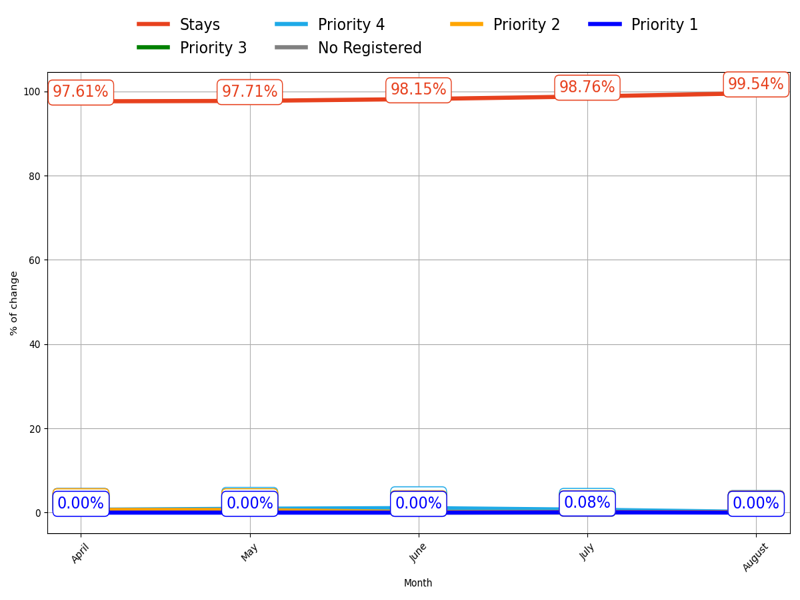 Stays Priority 4 Priority 2 Priority 1
Priority 3 No Registered
97.61% 97.71% 98.15% 98.76% 99.54%
100
80
60
40
20
0
% of change
0.00% 0.00% 0.00% 0.08% 0.00%
April May June July August
Month